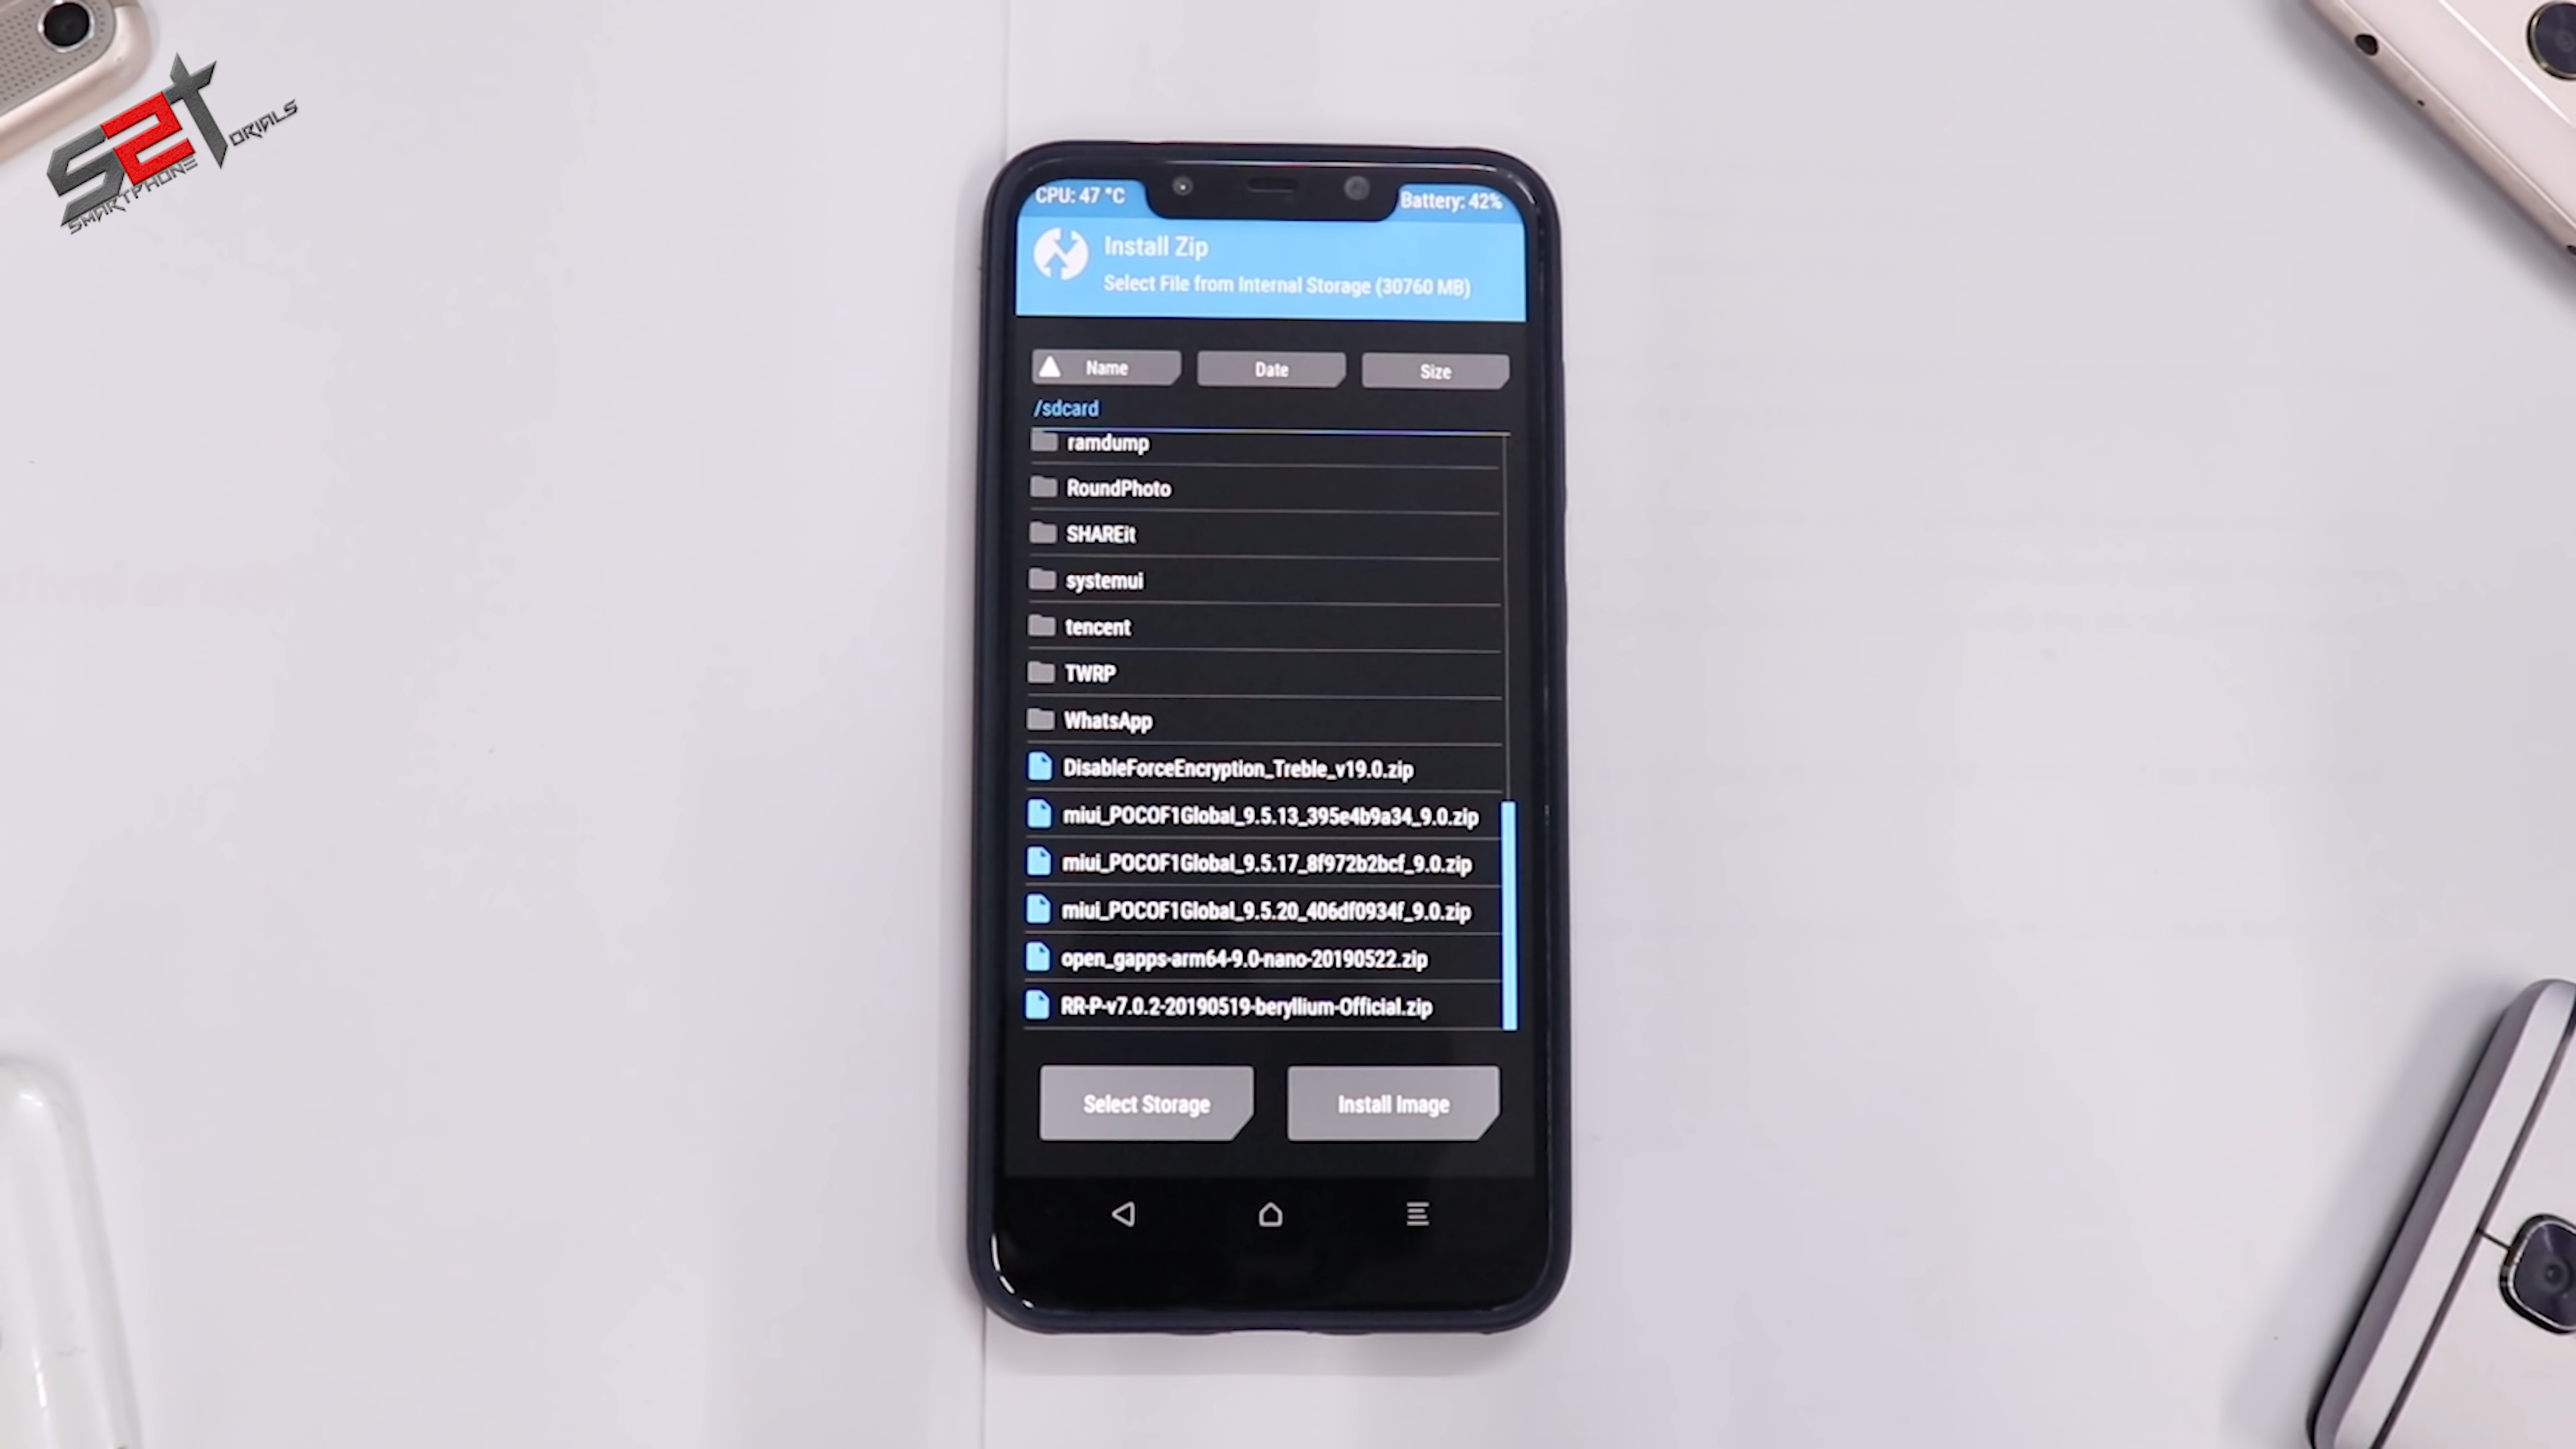 S2Torials
SMARTPHONE
CPU: 47 °C
Battery: 42%
Install Zip
Select File from Internal Storage (30760 MB)
Name
Date
Size
/sdcard
ramdump
RoundPhoto
SHAREit
systemui
tencent
TWRP
WhatsApp
DisableForceEncryption_Treble_v19.0.zip
miui_POCOF1Global_9.5.13_395e4b9a34_9.0.zip
miui_POCOF1Global_9.5.17_8f972b2bcf_9.0.zip
miui_POCOF1Global_9.5.20_406df0934f_9.0.zip
open_gapps-arm64-9.0-nano-20190522.zip
RR-P-v7.0.2-20190519-beryllium-Official.zip
Select Storage
Install Image